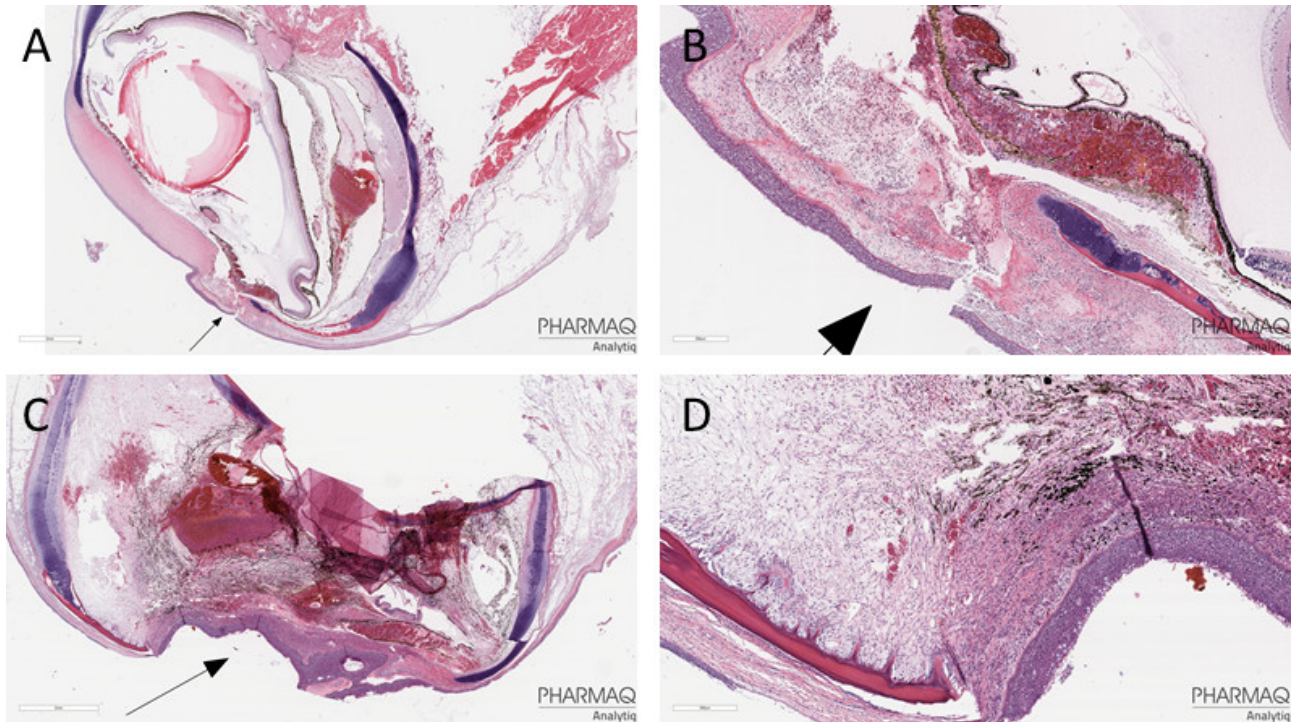 A
PHARMAQ
Analytiq
B
PHARMAQ
Analytiq
C
PHARMAQ
Analytiq
D
PHARMAQ
Analytiq